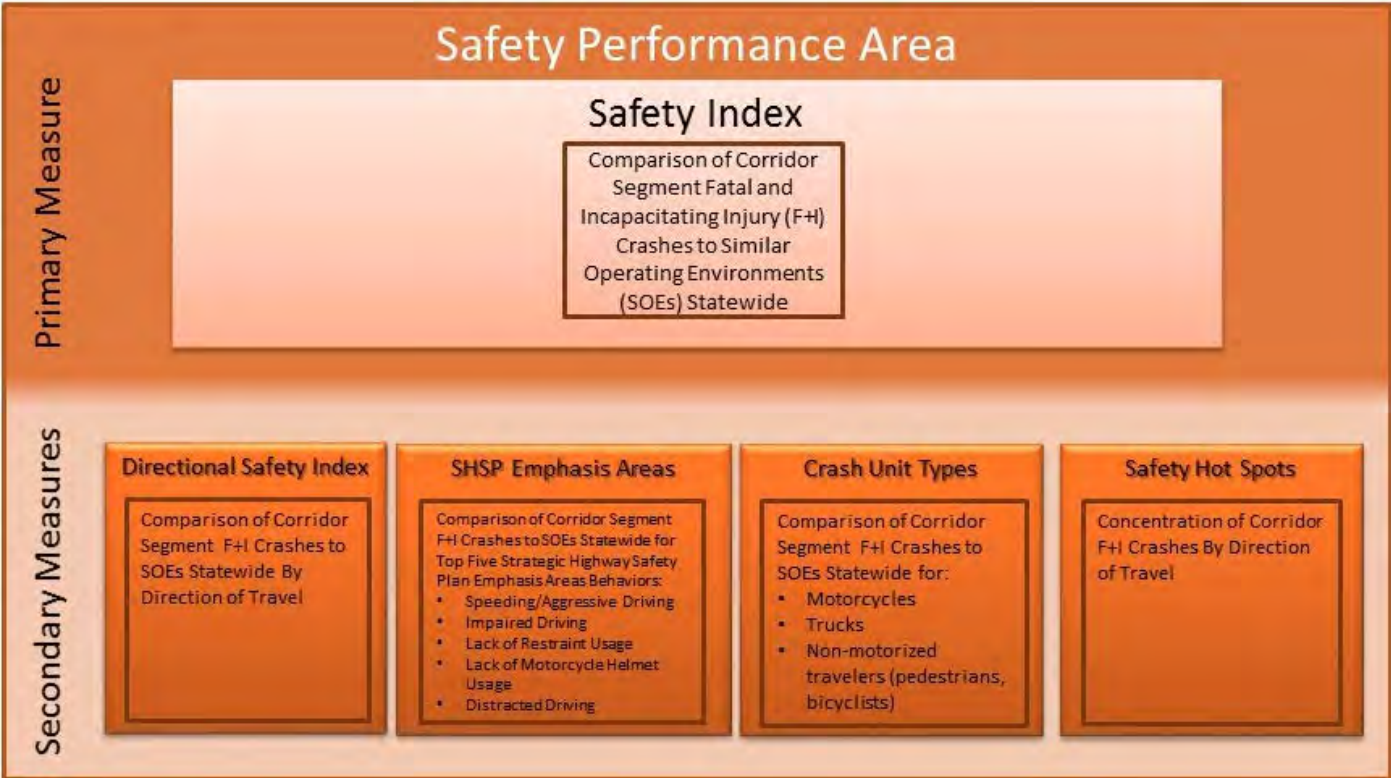 Safety Performance Area
Primary Measure
Safety Index
Comparison of Corridor
Segment Fatal and
Incapacitating Injury (F+I)
Crashes to Similar
Operating Environments
(SOEs) Statewide
Secondary Measures
Directional Safety Index
Comparison of Corridor
Segment F+I Crashes to
SOEs Statewide By
Direction of Travel
SHSP Emphasis Areas
Comparison of Corridor Segment
F+I Crashes to SOEs Statewide for
Top Five Strategic Highway Safety
Plan Emphasis Areas Behaviors:
• Speeding/Aggressive Driving
• Impaired Driving
• Lack of Restraint Usage
• Lack of Motorcycle Helmet
Usage
• Distracted Driving
Crash Unit Types
Comparison of Corridor
Segment F+I Crashes to
SOEs Statewide for:
• Motorcycles
• Trucks
• Non-motorized
travelers (pedestrians,
bicyclists)
Safety Hot Spots
Concentration of Corridor
F+I Crashes By Direction
of Travel